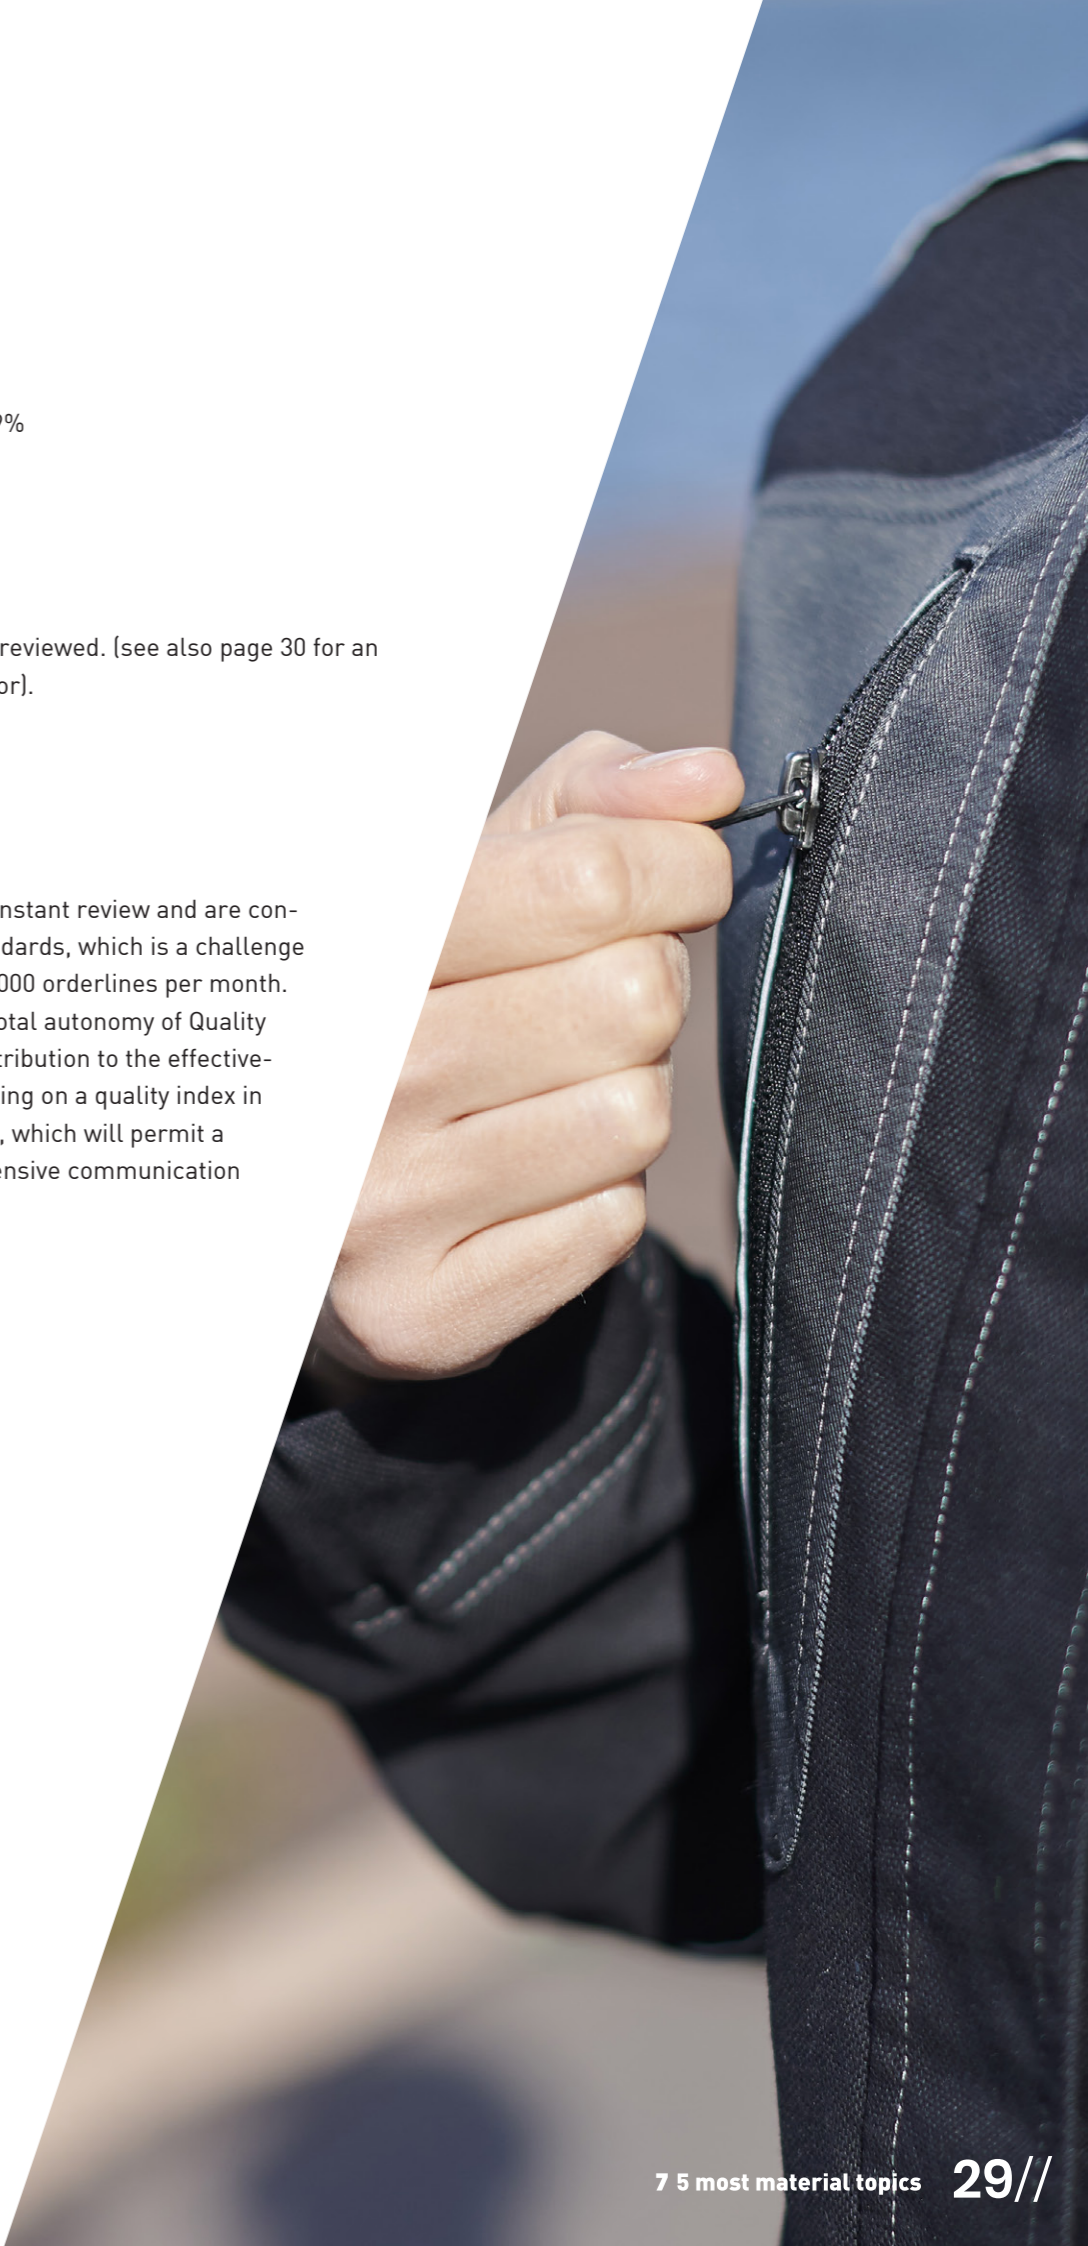 %
reviewed. (see also page 30 for an
or).
nstant review and are con-
dards, which is a challenge
000 orderlines per month.
otal autonomy of Quality
tribution to the effective-
ing on a quality index in
, which will permit a
ensive communication
7 5 most material topics 29//